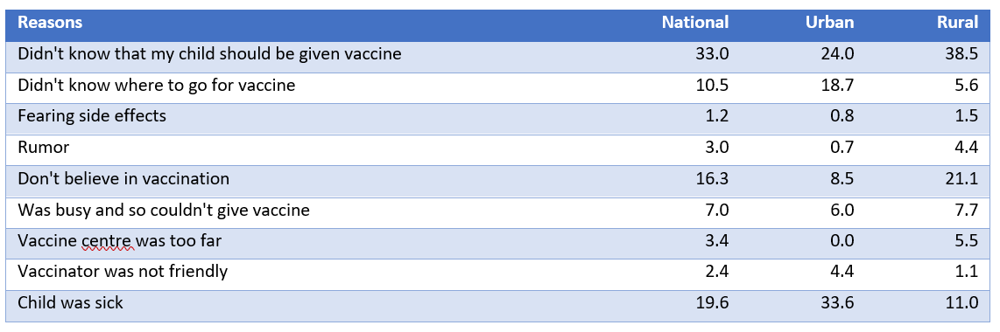 Reasons National Urban Rural
Didn't know that my child should be given vaccine 33.0 24.0 38.5
Didn't know where to go for vaccine 10.5 18.7 5.6
Fearing side effects 1.2 0.8 1.5
Rumor 3.0 0.7 4.4
Don't believe in vaccination 16.3 8.5 21.1
Was busy and so couldn't give vaccine 7.0 6.0 7.7
Vaccine centre was too far 3.4 0.0 5.5
Vaccinator was not friendly 2.4 4.4 1.1
Child was sick 19.6 33.6 11.0